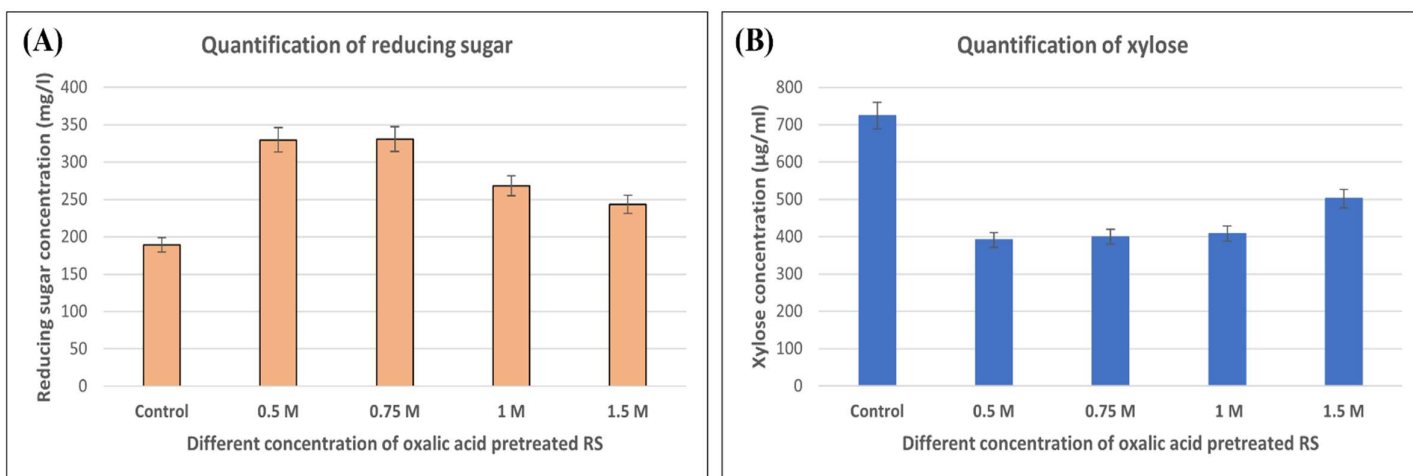 (A)
Quantification of reducing sugar
Reducing sugar concentration (mg/l)
400
350
300
250
200
150
100
50
0
Control 0.5 M 0.75 M 1 M 1.5 M
Different concentration of oxalic acid pretreated RS
(B)
Quantification of xylose
Xylose concentration (µg/ml)
800
700
600
500
400
300
200
100
0
Control 0.5 M 0.75 M 1 M 1.5 M
Different concentration of oxalic acid pretreated RS